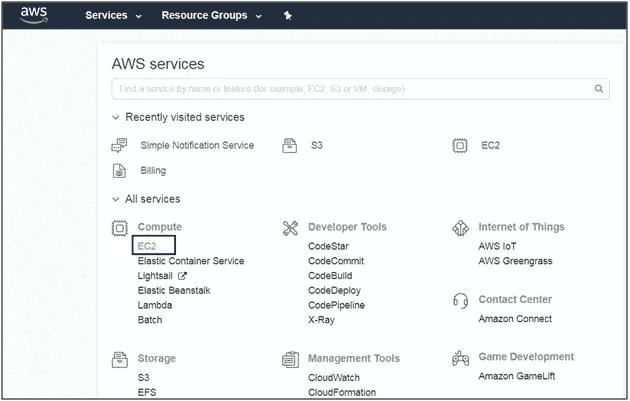 aws
Services
Resource Groups
AWS services
Find a service by name or feature (for example, EC2, S3 or VM, storage).
Recently visited services
Simple Notification Service
S3
EC2
Billing
All services
Compute
EC2
Elastic Container Service
Lightsail
Elastic Beanstalk
Lambda
Batch
Developer Tools
CodeStar
CodeCommit
CodeBuild
CodeDeploy
CodePipeline
X-Ray
Internet of Things
AWS IoT
AWS Greengrass
Contact Center
Amazon Connect
Storage
S3
EFS
Management Tools
CloudWatch
CloudFormation
Game Development
Amazon GameLift